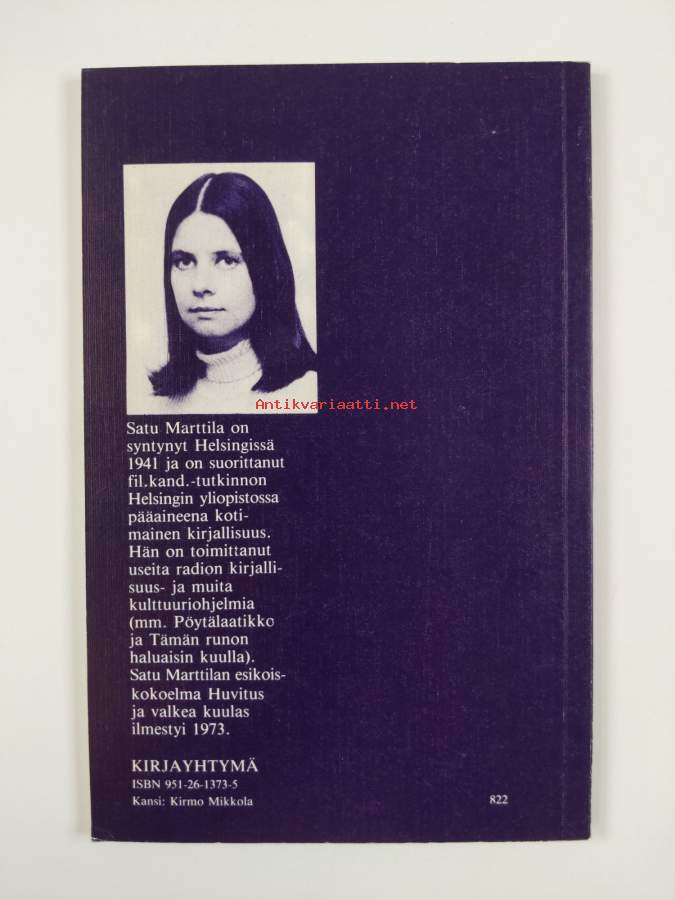 Antikvariaatti.net
Satu Marttila on
syntynyt Helsingissä
1941 ja on suorittanut
fil.kand.-tutkinnon
Helsingin yliopistossa
pääaineena koti-
mainen kirjallisuus.
Hän on toimittanut
useita radion kirjalli-
suus- ja muita
kulttuuriohjelmia
(mm. Pöytälaatikko
ja Tämän runon
haluaisin kuulla).
Satu Marttilan esikois-
kokoelma Huvitus
ja valkea kuulas
ilmestyi 1973.
KIRJAYHTYMÄ
ISBN 951-26-1373-5
Kansi: Kirmo Mikkola
822